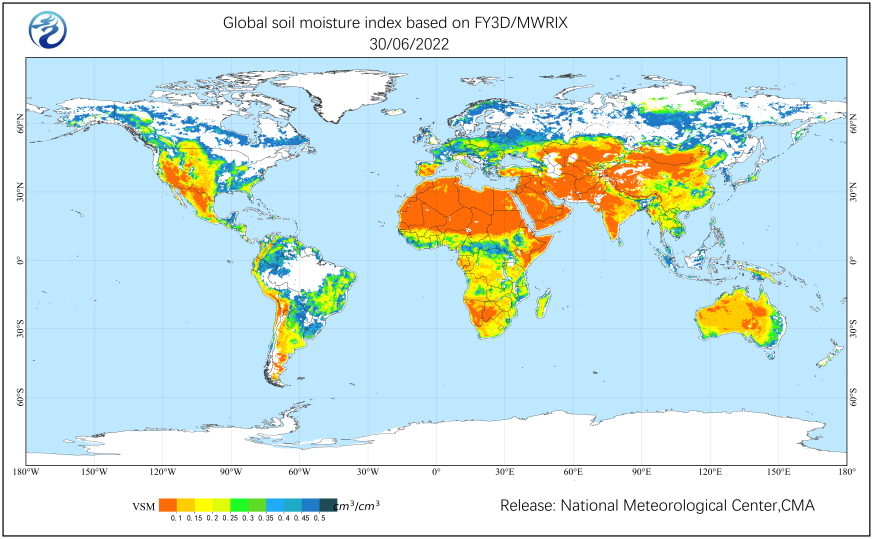 Global soil moisture index based on FY3D/MWRIX
30/06/2022
60°N
60°N
30°N
30°N
0°
0°
30°S
30°S
60°S
60°S
180°W 150°W 120°W 90°W 60°W 30°W 0° 30°E 60°E 90°E 120°E 150°E 180°
VSM cm³/cm³
0.1 0.15 0.2 0.25 0.3 0.35 0.4 0.45 0.5
Release: National Meteorological Center,CMA